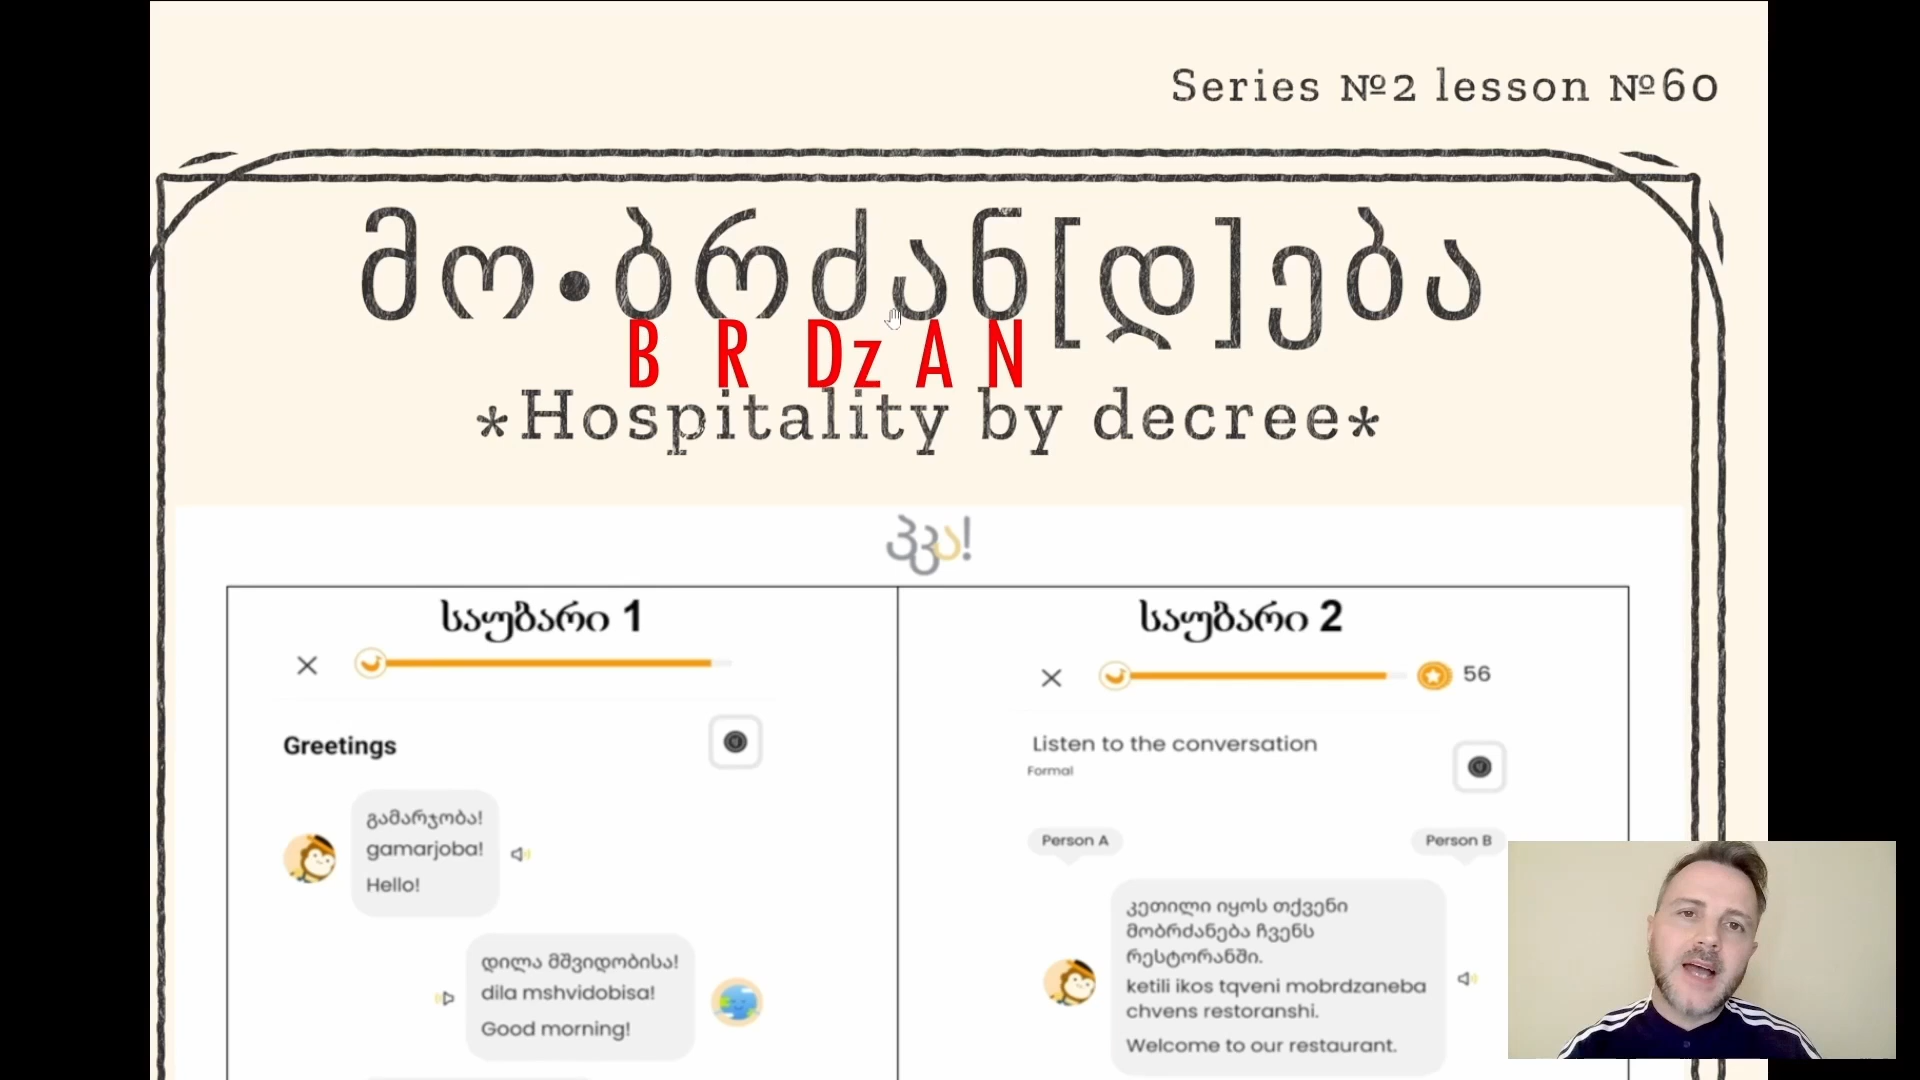 Series №2 lesson №60
მო•ბრძან[დ]ება
B R Dz A N
*Hospitality by decree*
ჰკა!
საუბარი 1
Greetings
გამარჯობა!
gamarjoba!
Hello!
დილა მშვიდობისა!
dila mshvidobisa!
Good morning!
საუბარი 2
56
Listen to the conversation
Formal
Person A
Person B
კეთილი იყოს თქვენი
მობრძანება ჩვენს
რესტორანში.
ketili ikos tqveni mobrdzaneba
chvens restoranshi.
Welcome to our restaurant.